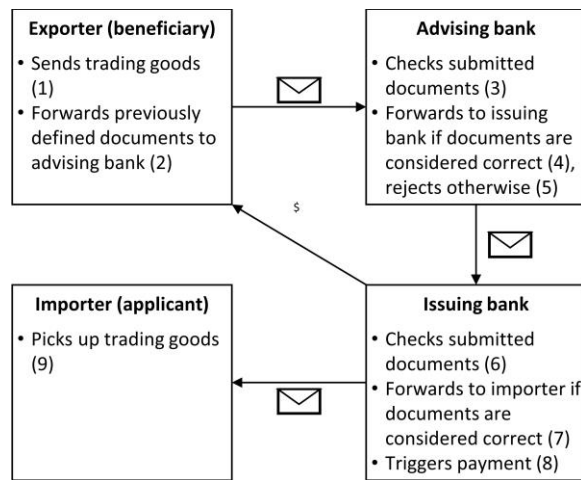 Exporter (beneficiary)
• Sends trading goods
(1)
• Forwards previously
defined documents to
advising bank (2)
Advising bank
• Checks submitted
documents (3)
• Forwards to issuing
bank if documents are
considered correct (4),
rejects otherwise (5)
$
Importer (applicant)
• Picks up trading goods
(9)
Issuing bank
• Checks submitted
documents (6)
• Forwards to importer if
documents are
considered correct (7)
• Triggers payment (8)